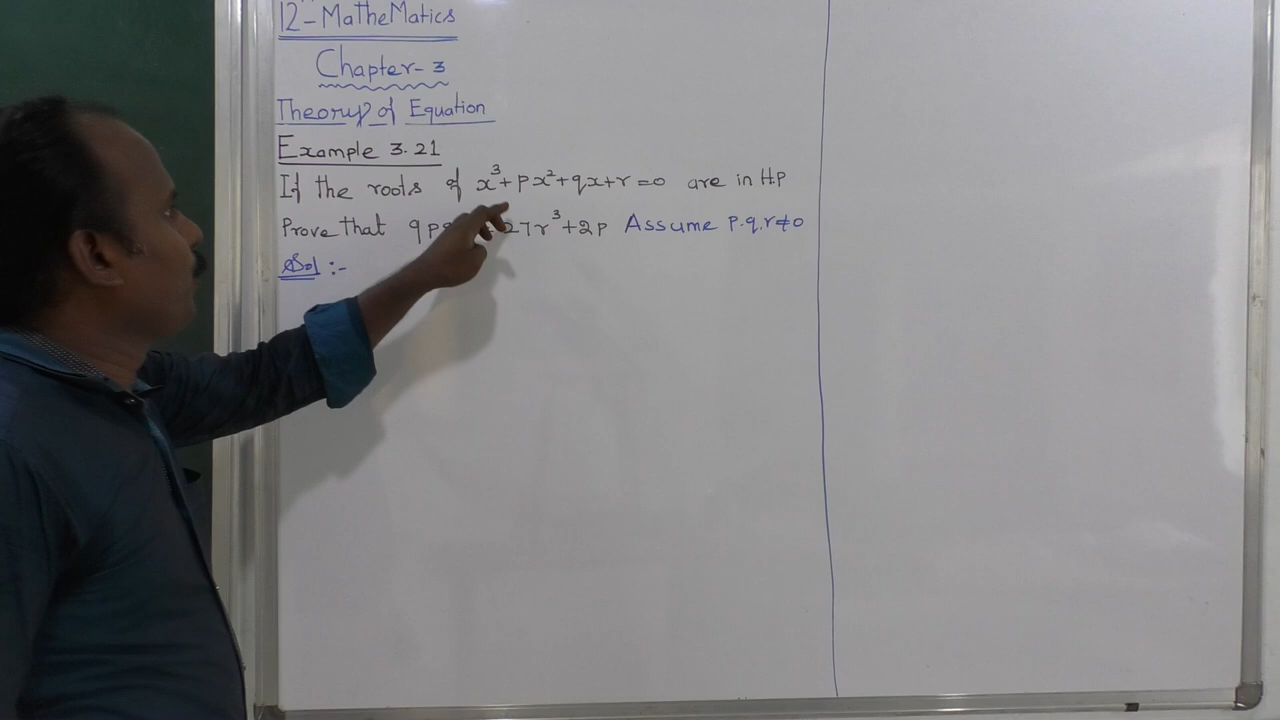 12-MatheMatics
Chapter-3
Theory of Equation
Example 3.21
If the roots of x³+px²+qx+r=0 are in H.P
Prove that 9p 27r³+2p Assume p.q.r≠0
Sol :-